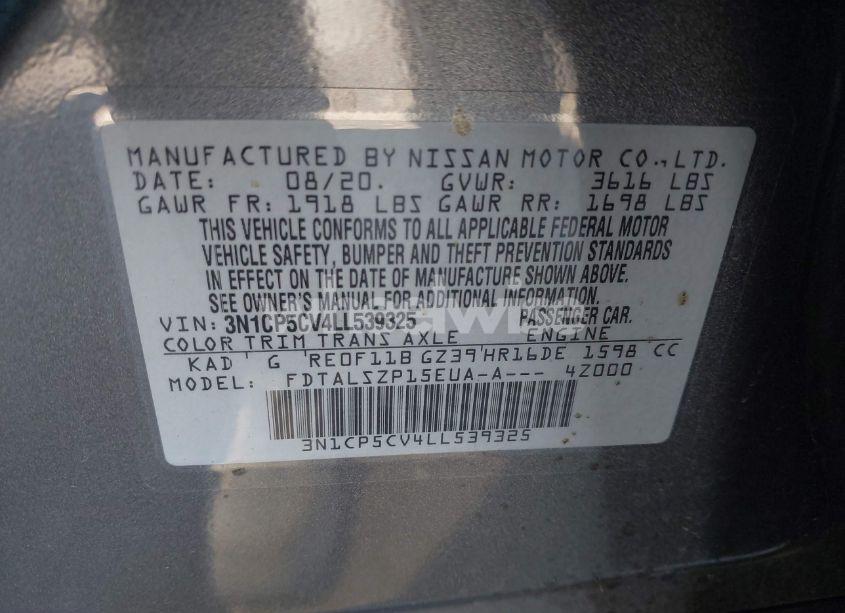 MANUFACTURED BY NISSAN MOTOR CO.,LTD.
DATE: 08/20. GVWR: 3616 LBS
GAWR FR: 1918 LBS GAWR RR: 1698 LBS
THIS VEHICLE CONFORMS TO ALL APPLICABLE FEDERAL MOTOR
VEHICLE SAFETY, BUMPER AND THEFT PREVENTION STANDARDS
IN EFFECT ON THE DATE OF MANUFACTURE SHOWN ABOVE.
SEE OWNER'S MANUAL FOR ADDITIONAL INFORMATION.
VIN: 3N1CP5CV4LL539325 PASSENGER CAR.
COLOR TRIM TRANS AXLE ENGINE
KAD G RE0F11B GZ39 HR16DE 1598 CC
MODEL: FDTALSZP15EUA-A--- 4Z000
3N1CP5CV4LL539325